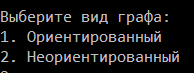 Выберите вид графа:
1. Ориентированный
2. Неориентированный